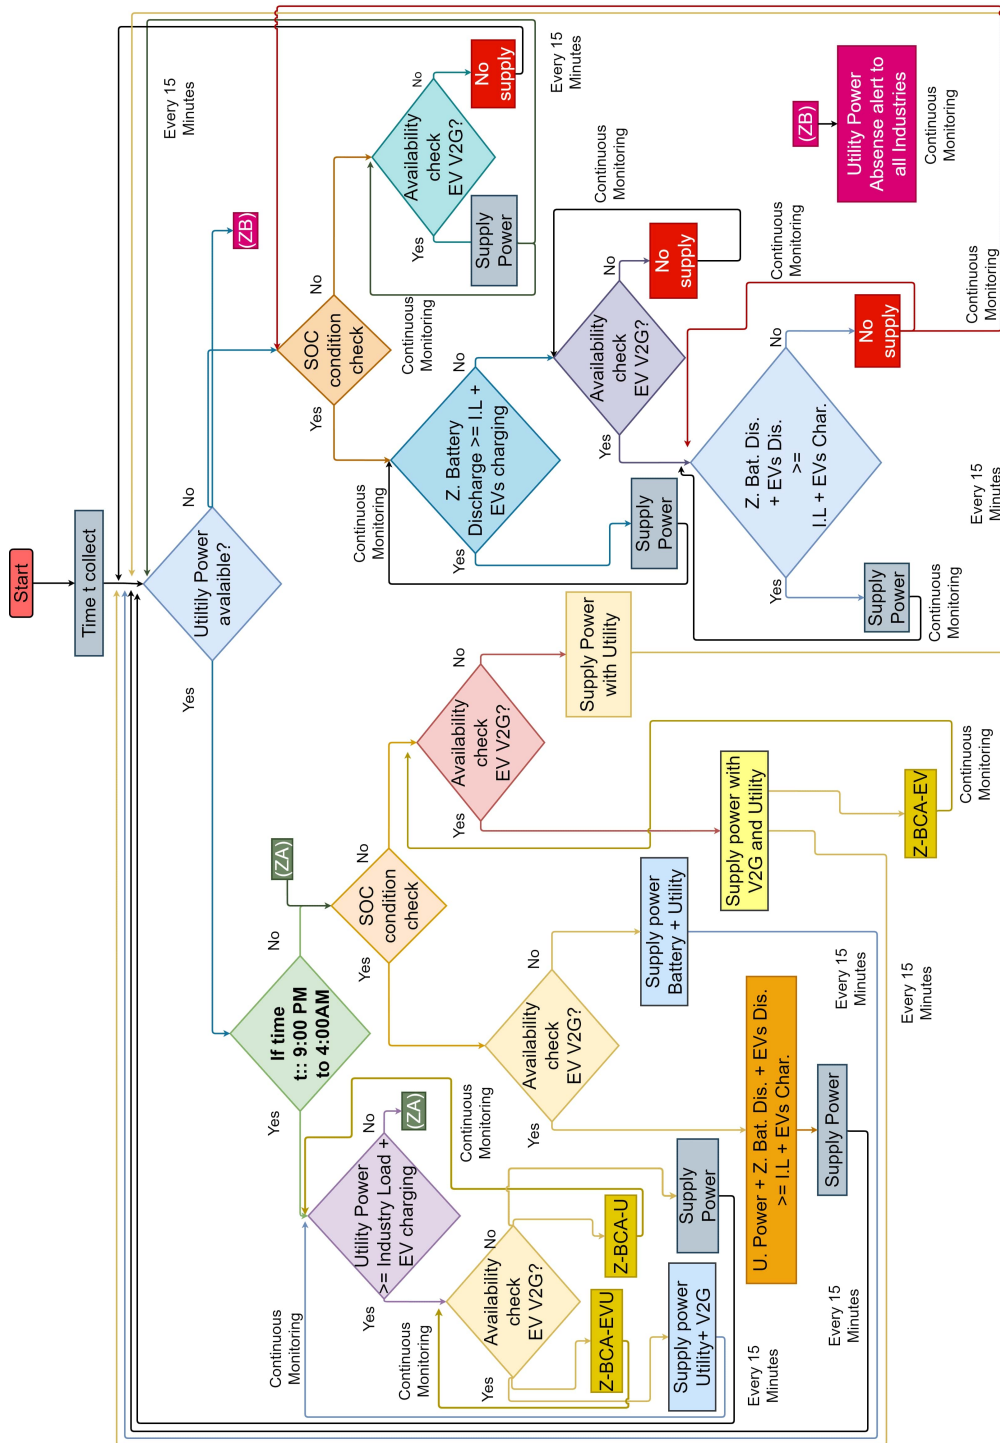 Start
Time t collect
Utiltily Power
avalaible?
Yes
No
If time
t:: 9:00 PM
to 4:00AM
Yes
No
(ZA)
(ZB)
Every 15
Minutes
Utility Power
>= Industry Load +
EV charging
Yes
No
(ZA)
Continuous
Monitoring
Continuous
Monitoring
Availability
check
EV V2G?
Yes
No
Continuous
Monitoring
Z-BCA-EVU
Z-BCA-U
Supply power
Utility+ V2G
Supply
Power
Every 15
Minutes
SOC
condition
check
Yes
No
Availability
check
EV V2G?
Yes
No
Supply power
Battery + Utility
U. Power + Z. Bat. Dis. + EVs Dis.
>= I.L + EVs Char.
Supply Power
Every 15
Minutes
Every 15
Minutes
Every 15
Minutes
Availability
check
EV V2G?
Yes
No
Supply Power
with Utility
Supply power with
V2G and Utility
Z-BCA-EV
Continuous
Monitoring
SOC
condition
check
Yes
No
Z. Battery
Discharge >= I.L +
EVs charging
Yes
No
Continuous
Monitoring
Supply
Power
Continuous
Monitoring
Availability
check
EV V2G?
Yes
No
Supply
Power
No
supply
Every 15
Minutes
Availability
check
EV V2G?
Yes
No
No
supply
Continuous
Monitoring
Z. Bat. Dis.
+ EVs Dis.
>=
I.L + EVs Char.
Yes
No
Supply
Power
Continuous
Monitoring
No
supply
Continuous
Monitoring
Continuous
Monitoring
Every 15
Minutes
(ZB)
Utility Power
Absense alert to
all Industries
Continuous
Monitoring